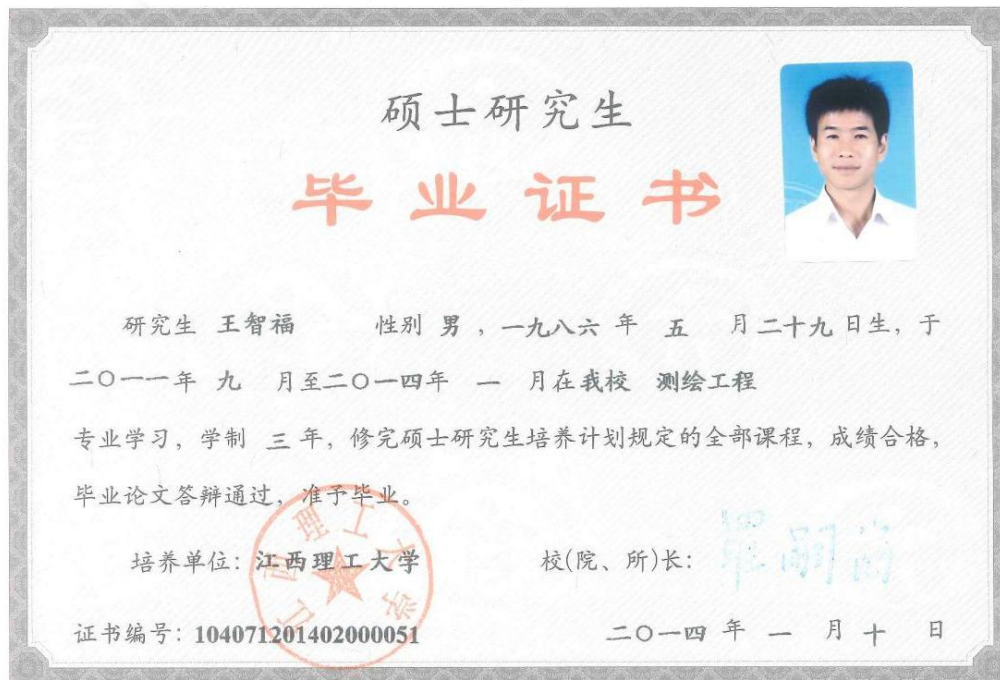 硕士研究生
毕业证书
研究生 王智福 性别 男 ，一九八六 年 五 月二十九 日生，于
二〇一一年 九 月至二〇一四年 一 月在我校 测绘工程
专业学习，学制 三 年，修完硕士研究生培养计划规定的全部课程，成绩合格，
毕业论文答辩通过，准予毕业。
江西理工大学
培养单位：江西理工大学 校(院、所)长：
证书编号：104071201402000051 二〇一四 年 一 月 十 日